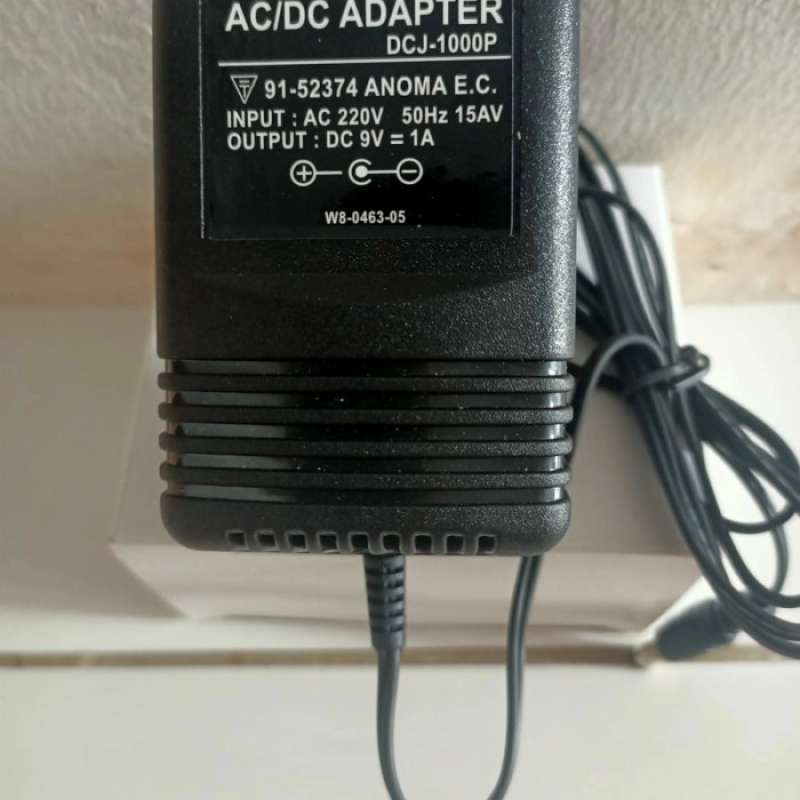 AC/DC ADAPTER
DCJ-1000P
91-52374 ANOMA E.C.
INPUT : AC 220V 50Hz 15AV
OUTPUT : DC 9V = 1A
W8-0463-05